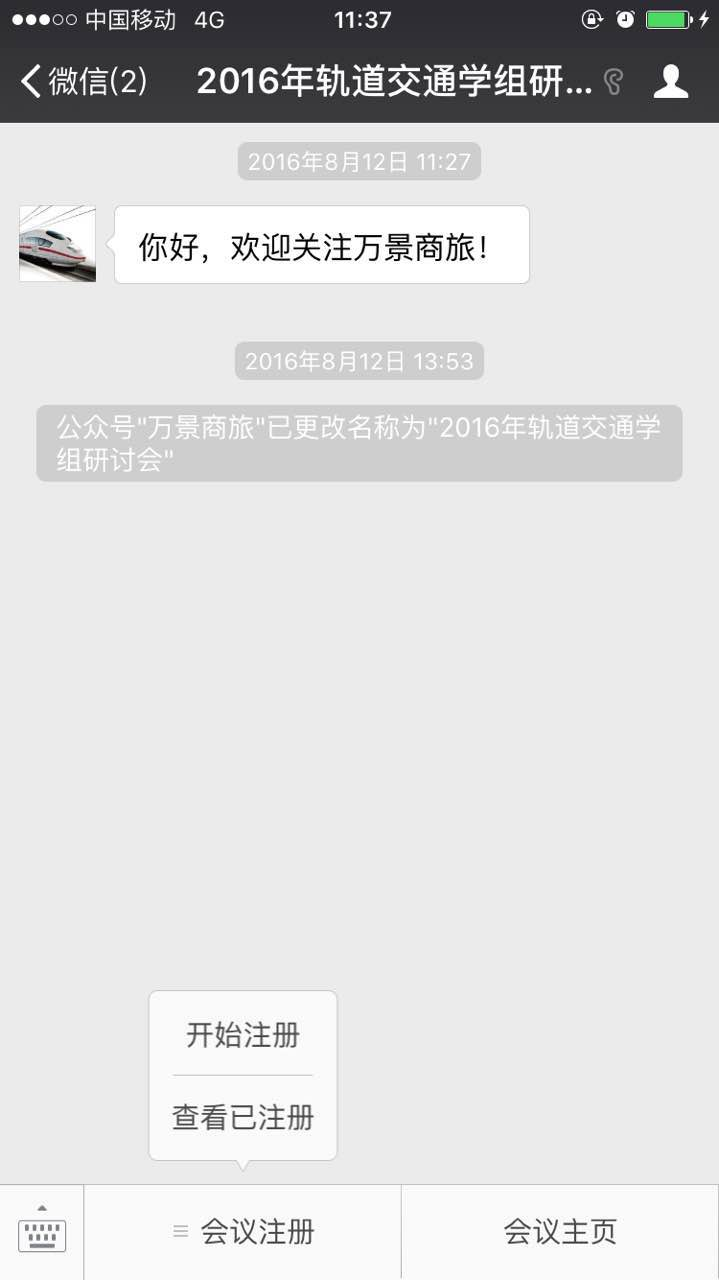 中国移动 4G 11:37
微信(2) 2016年轨道交通学组研...
2016年8月12日 11:27
你好，欢迎关注万景商旅！
2016年8月12日 13:53
公众号"万景商旅"已更改名称为"2016年轨道交通学
组研讨会"
开始注册
查看已注册
会议注册 会议主页